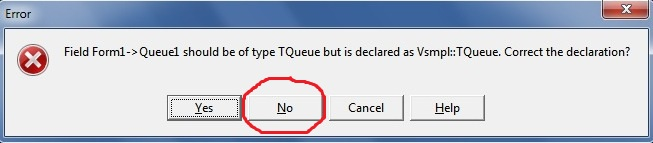 Error
Field Form1->Queue1 should be of type TQueue but is declared as Vsmpl::TQueue. Correct the declaration?
Yes No Cancel Help